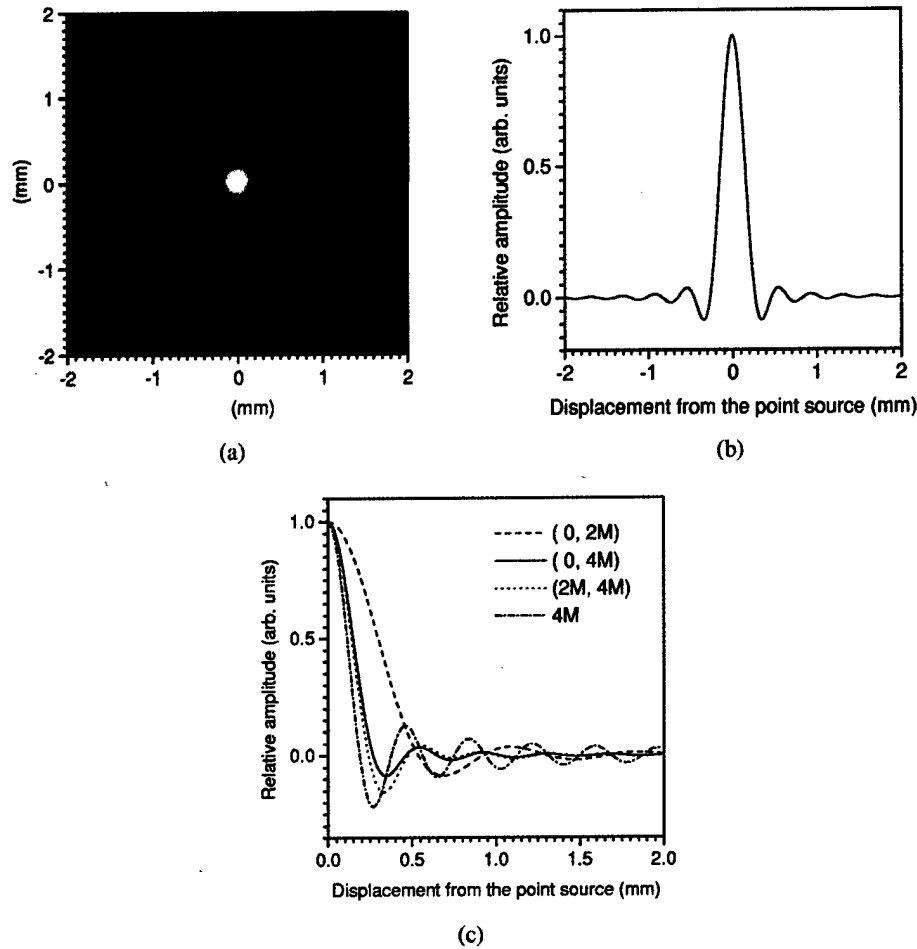 2
1
0
-1
-2
(mm)
-2 -1 0 1 2
(mm)
(a)
1.0
0.5
0.0
Relative amplitude (arb. units)
-2 -1 0 1 2
Displacement from the point source (mm)
(b)
1.0
0.5
0.0
Relative amplitude (arb. units)
( 0, 2M)
( 0, 4M)
(2M, 4M)
4M
0.0 0.5 1.0 1.5 2.0
Displacement from the point source (mm)
(c)